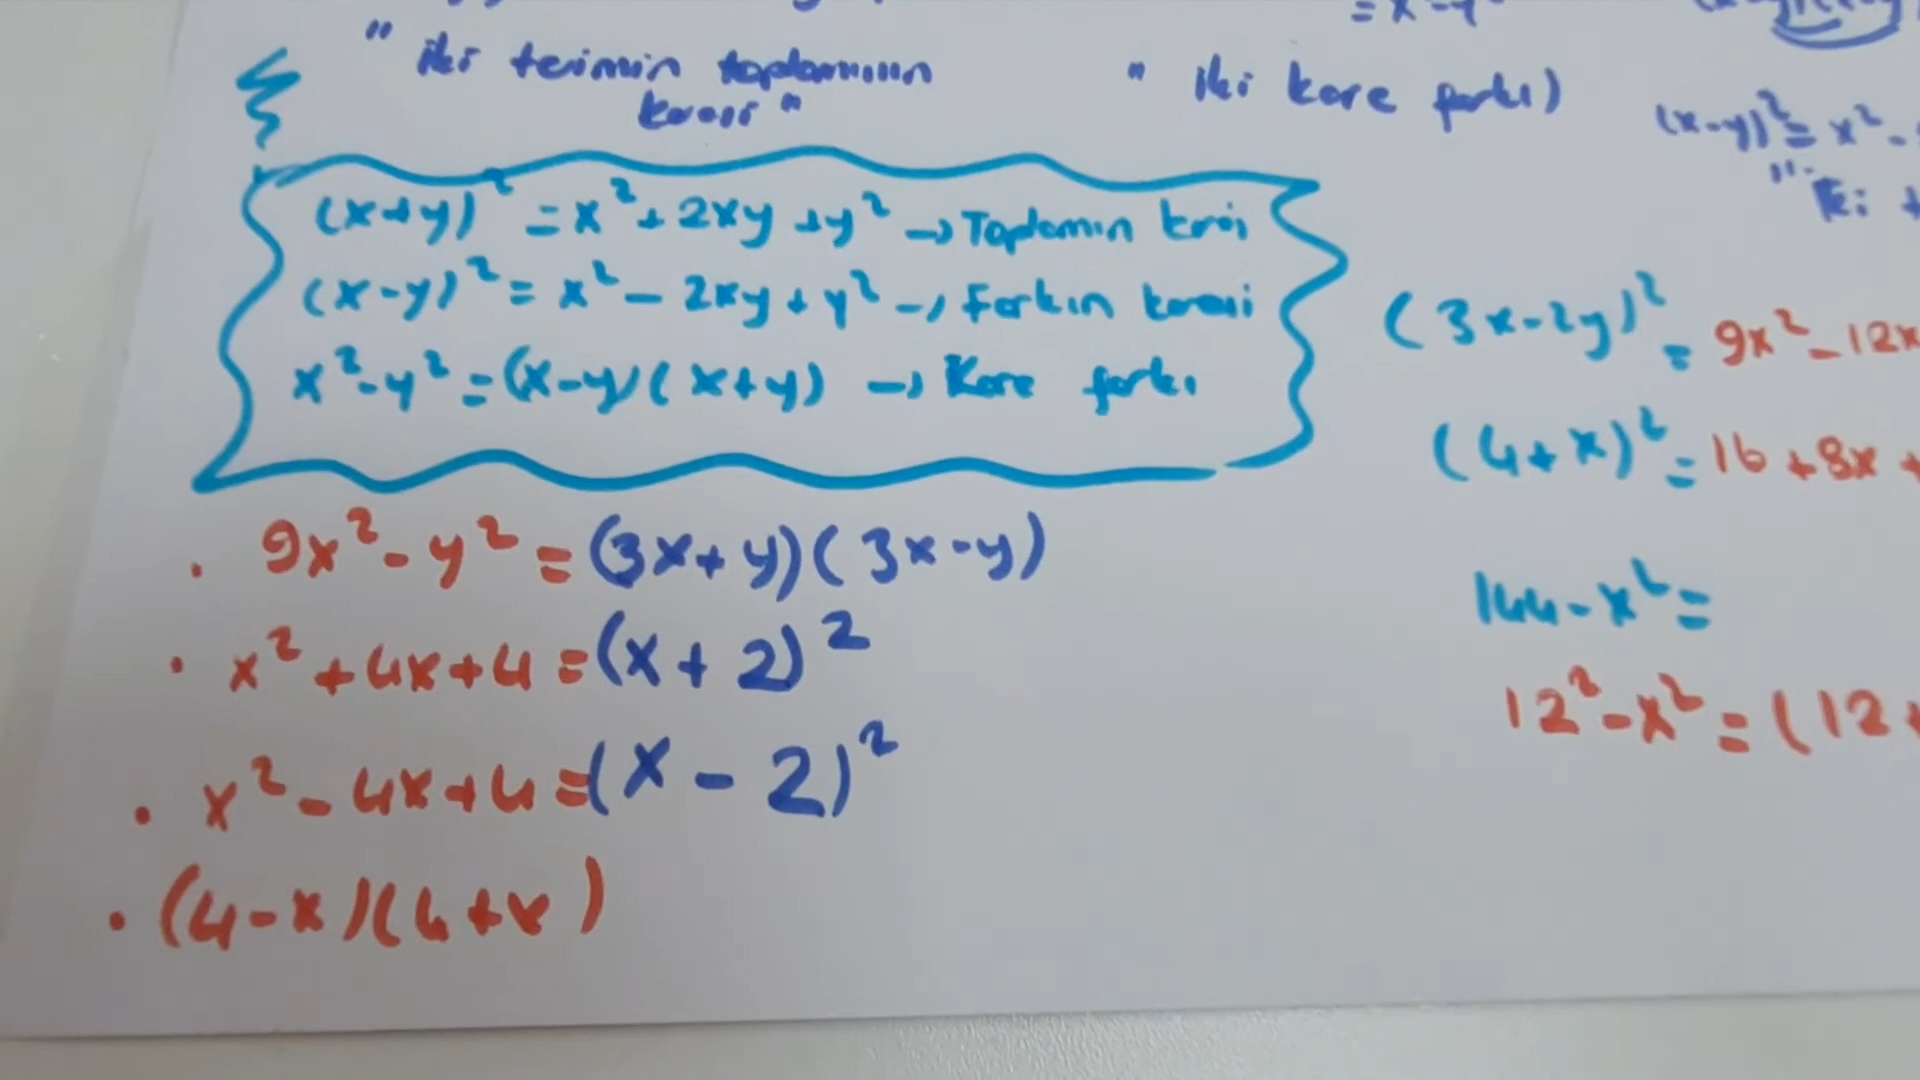 = x²-y²
" iki terimin toplamının
karesi"
" iki kare farkı)
(x-y)²= x² -
(x+y)² = x² + 2xy + y² → Toplamın karesi
(x-y)² = x² - 2xy + y² → Farkın karesi
x²-y² = (x-y)(x+y) → Kare farkı
. 9x² - y² = (3x+y)(3x-y)
. x² + 4x+4 = (x+2)²
. x² - 4x+4 = (x-2)²
. (4-x)(4+x)
(3x-2y)² = 9x² - 12x
(4+x)² = 16 + 8x +
144 - x² =
12² - x² = (12 +